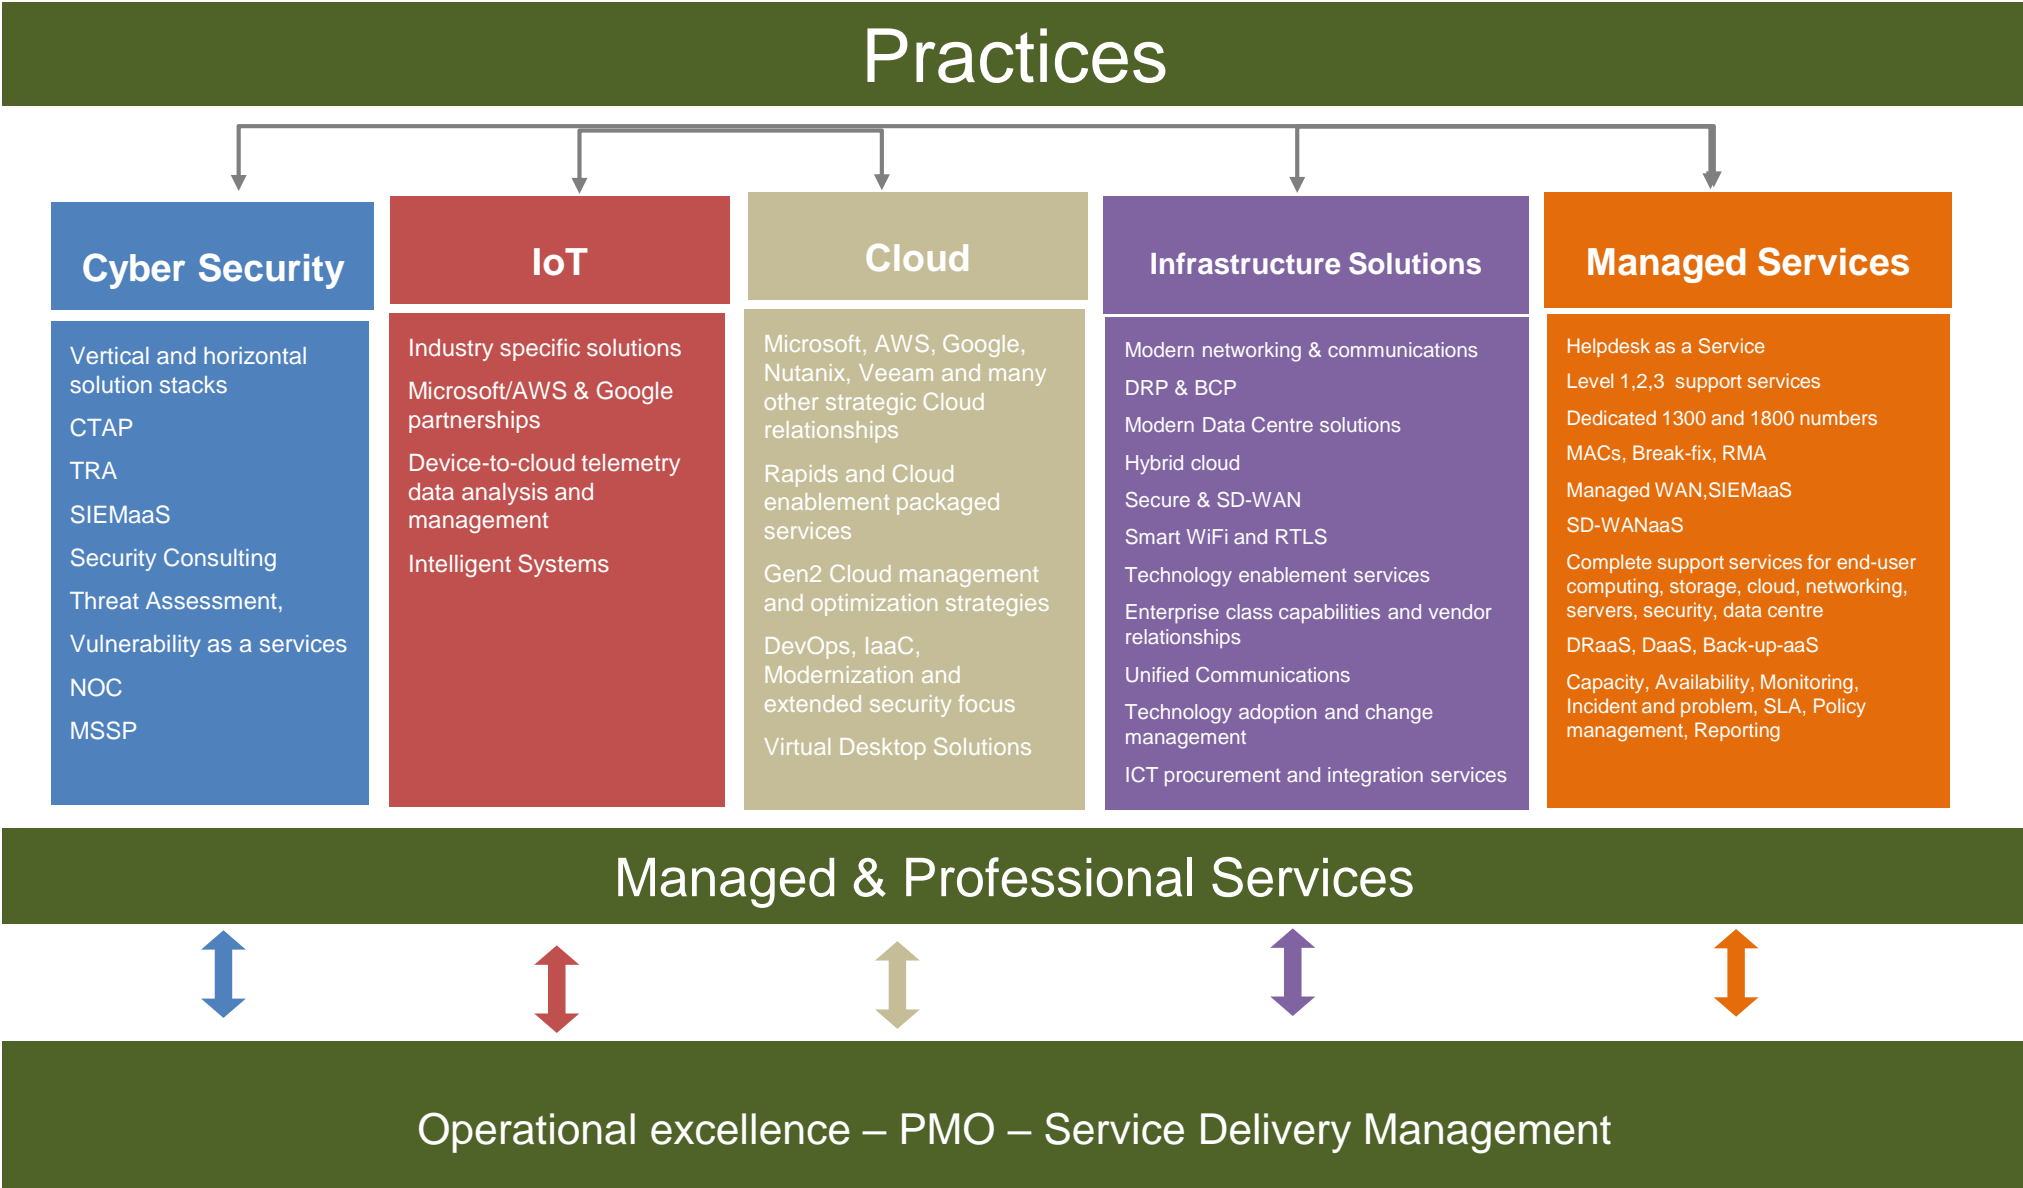 Practices
Cyber Security
Vertical and horizontal
solution stacks
CTAP
TRA
SIEMaaS
Security Consulting
Threat Assessment,
Vulnerability as a services
NOC
MSSP
IoT
Industry specific solutions
Microsoft/AWS & Google
partnerships
Device-to-cloud telemetry
data analysis and
management
Intelligent Systems
Cloud
Microsoft, AWS, Google,
Nutanix, Veeam and many
other strategic Cloud
relationships
Rapids and Cloud
enablement packaged
services
Gen2 Cloud management
and optimization strategies
DevOps, IaaC,
Modernization and
extended security focus
Virtual Desktop Solutions
Infrastructure Solutions
Modern networking & communications
DRP & BCP
Modern Data Centre solutions
Hybrid cloud
Secure & SD-WAN
Smart WiFi and RTLS
Technology enablement services
Enterprise class capabilities and vendor
relationships
Unified Communications
Technology adoption and change
management
ICT procurement and integration services
Managed Services
Helpdesk as a Service
Level 1,2,3 support services
Dedicated 1300 and 1800 numbers
MACs, Break-fix, RMA
Managed WAN,SIEMaaS
SD-WANaaS
Complete support services for end-user
computing, storage, cloud, networking,
servers, security, data centre
DRaaS, DaaS, Back-up-aaS
Capacity, Availability, Monitoring,
Incident and problem, SLA, Policy
management, Reporting
Managed & Professional Services
Operational excellence – PMO – Service Delivery Management